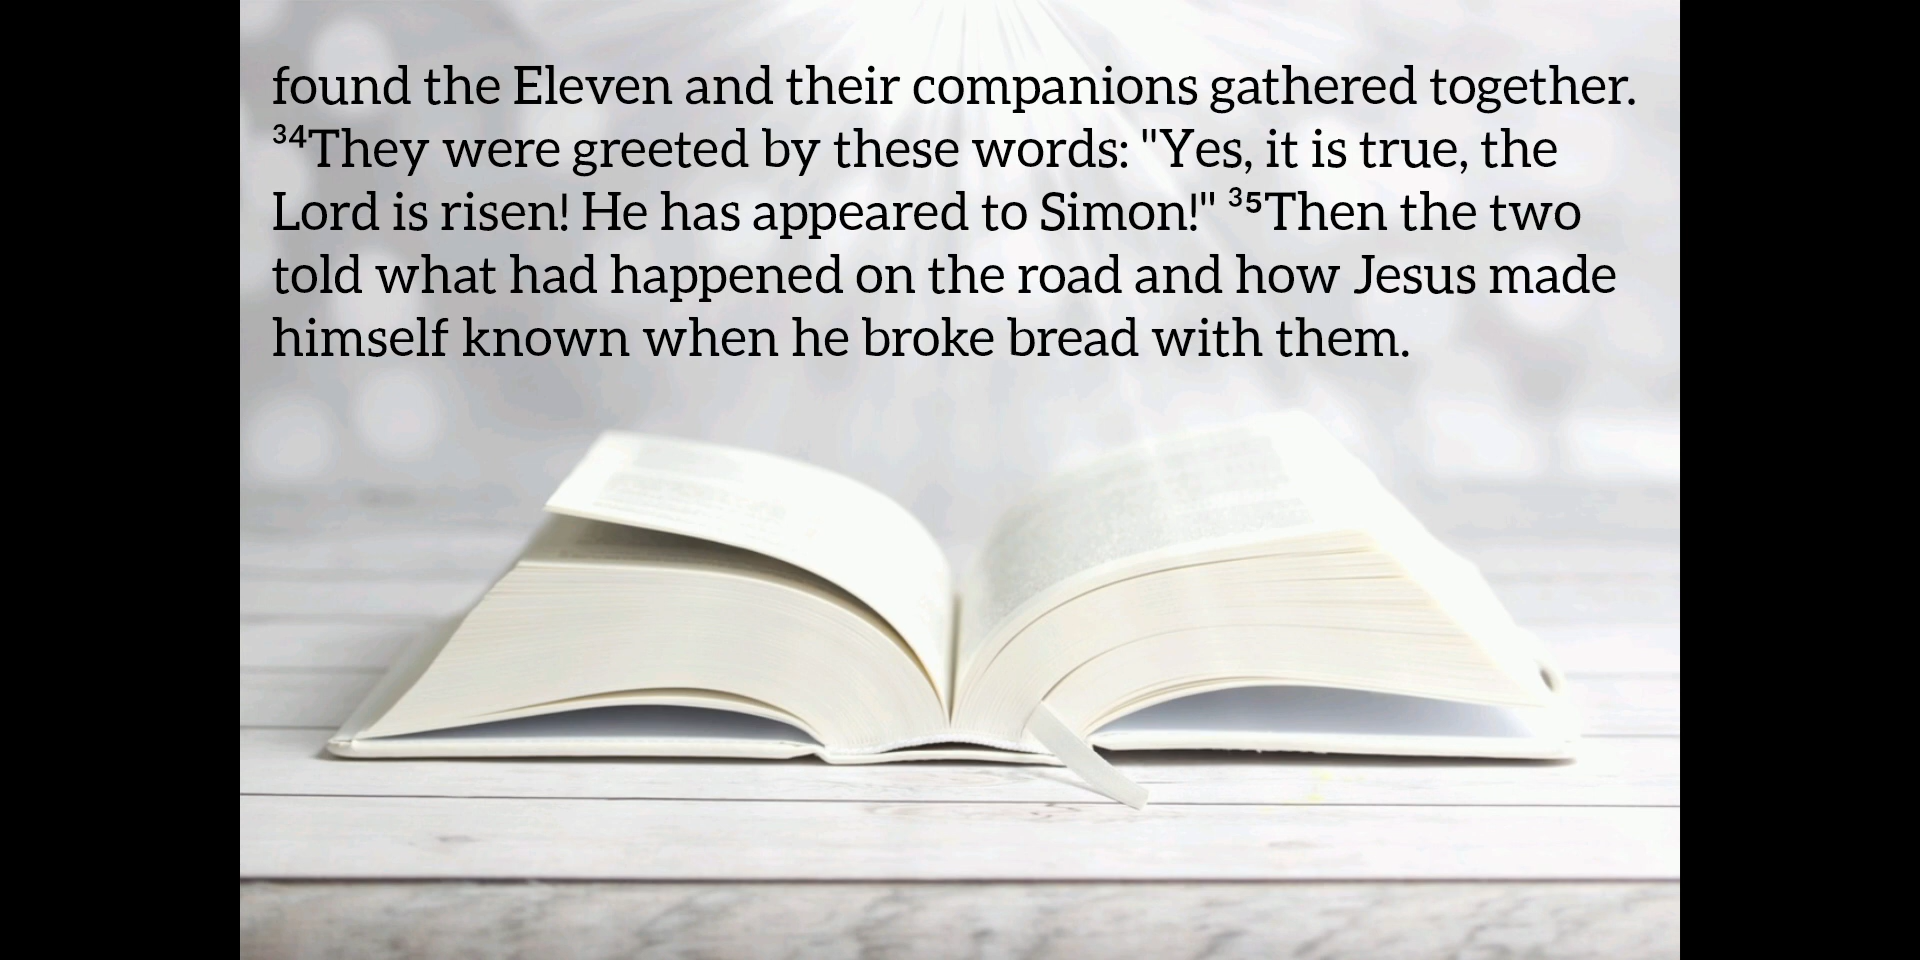 found the Eleven and their companions gathered together.
³⁴They were greeted by these words: "Yes, it is true, the
Lord is risen! He has appeared to Simon!" ³⁵Then the two
told what had happened on the road and how Jesus made
himself known when he broke bread with them.